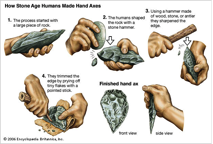 How Stone Age Humans Made Hand Axes
1. The process started with
a large piece of rock.
2. The humans shaped
the rock with a
stone hammer.
3. Using a hammer made
of wood, stone, or antler
they sharpened the
edge.
4. They trimmed the
edge by prying off
tiny flakes with a
pointed stick.
Finished hand ax
front view
side view
© 2006 Encyclopædia Britannica, Inc.